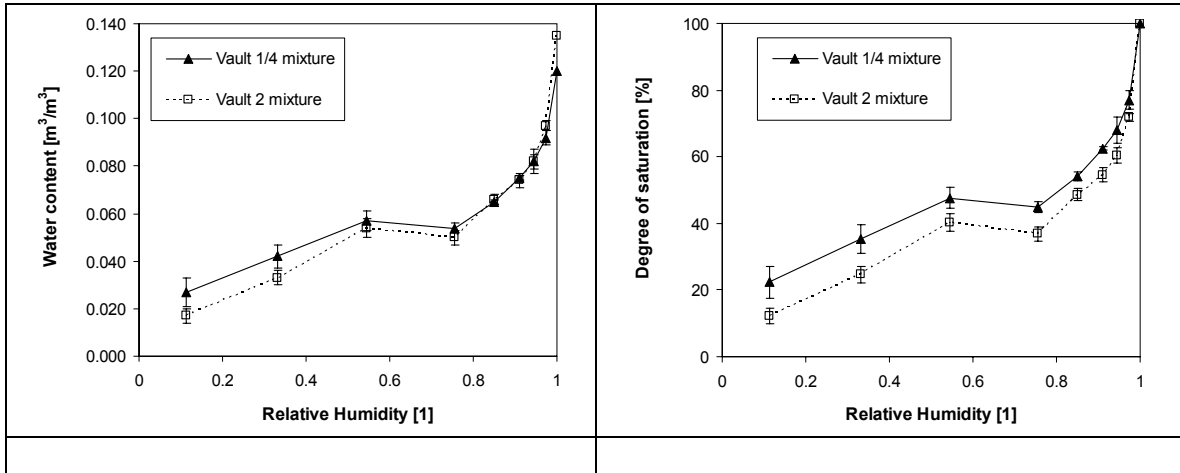 0.140
0.120
0.100
0.080
0.060
0.040
0.020
0.000
Water content [m³/m³]
Vault 1/4 mixture
Vault 2 mixture
0 0.2 0.4 0.6 0.8 1
Relative Humidity [1]
100
80
60
40
20
0
Degree of saturation [%]
Vault 1/4 mixture
Vault 2 mixture
0 0.2 0.4 0.6 0.8 1
Relative Humidity [1]